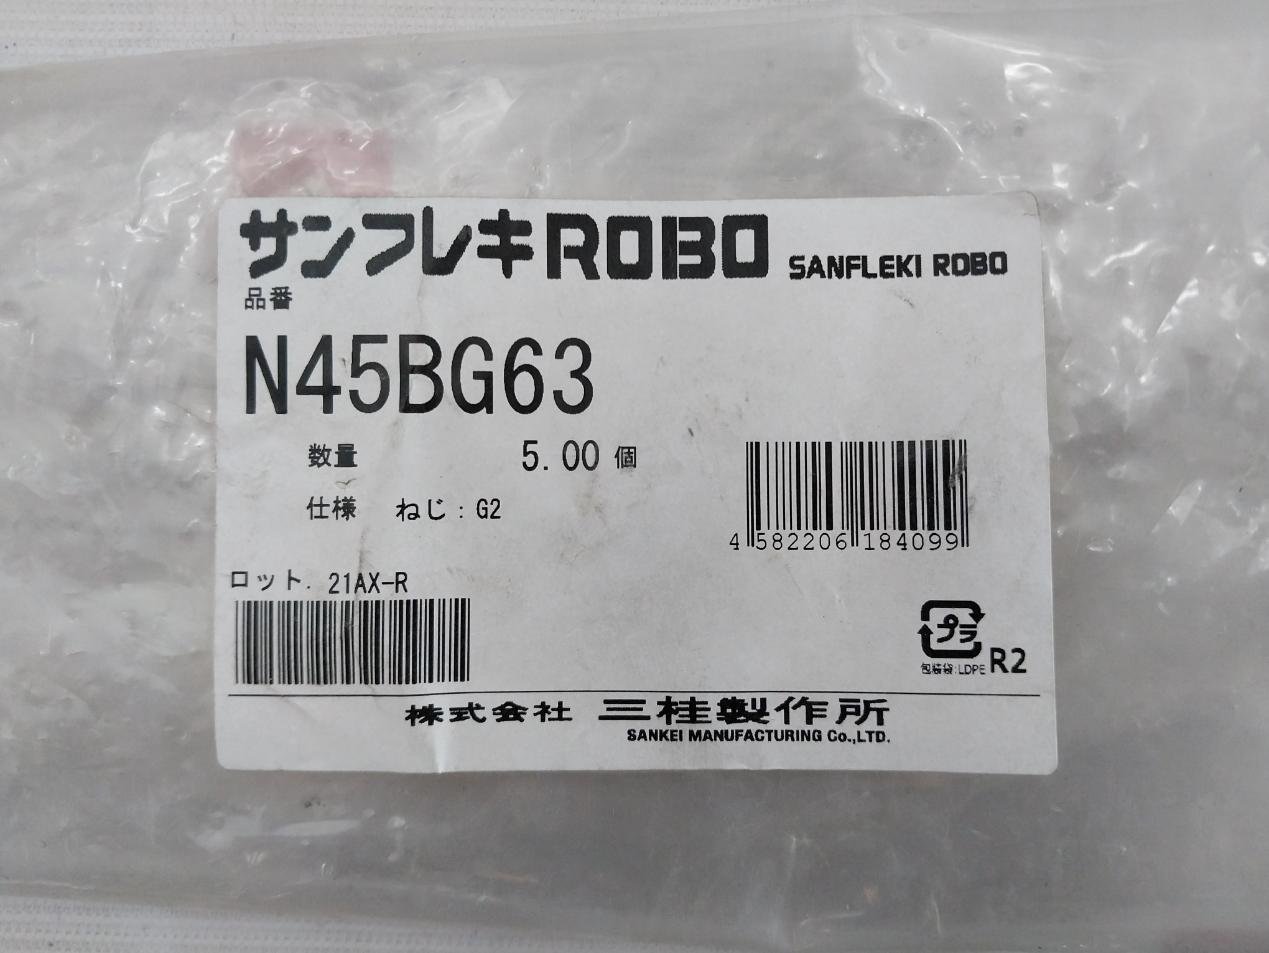 サンフレキROBO SANFLEKI ROBO
品番
N45BG63
数量 5.00 個
仕様 ねじ : G2
4 582206 184099
ロット. 21AX-R
プラ
包装袋:LDPE R2
株式会社 三桂製作所
SANKEI MANUFACTURING Co.,LTD.